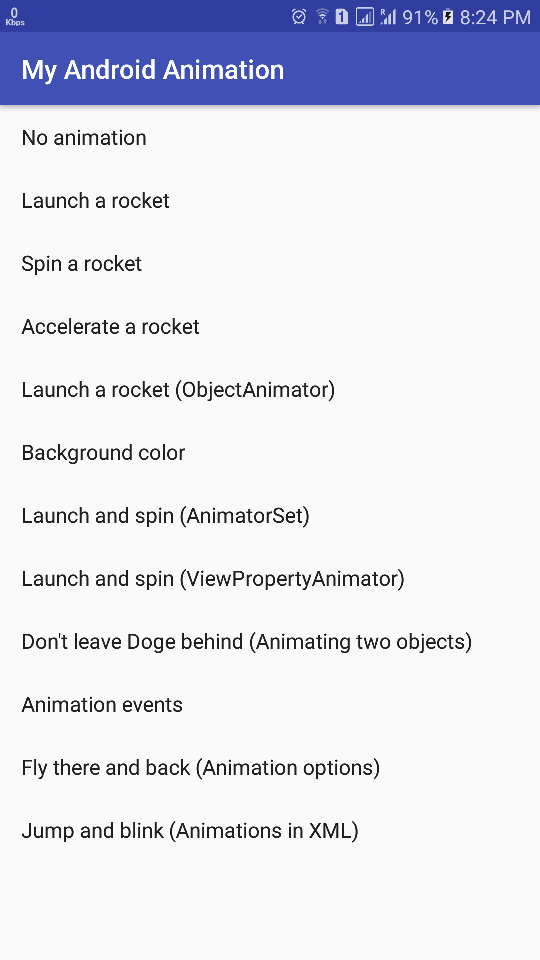 0
Kbps
1
R
91%
8:24 PM
My Android Animation
No animation
Launch a rocket
Spin a rocket
Accelerate a rocket
Launch a rocket (ObjectAnimator)
Background color
Launch and spin (AnimatorSet)
Launch and spin (ViewPropertyAnimator)
Don't leave Doge behind (Animating two objects)
Animation events
Fly there and back (Animation options)
Jump and blink (Animations in XML)